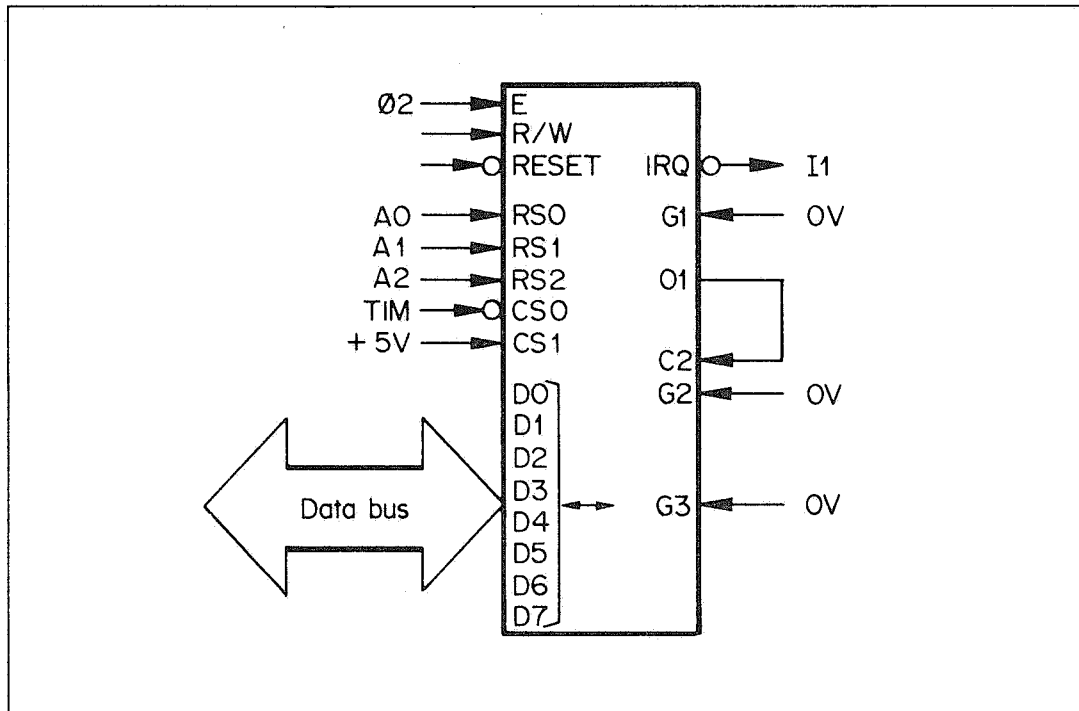 Ø2 E
R/W
RESET IRQ I1
A0 RS0 G1 0V
A1 RS1
A2 RS2 O1
TIM CS0
+5V CS1 C2
D0 G2 0V
D1
D2
D3 G3 0V
Data bus
D4
D5
D6
D7